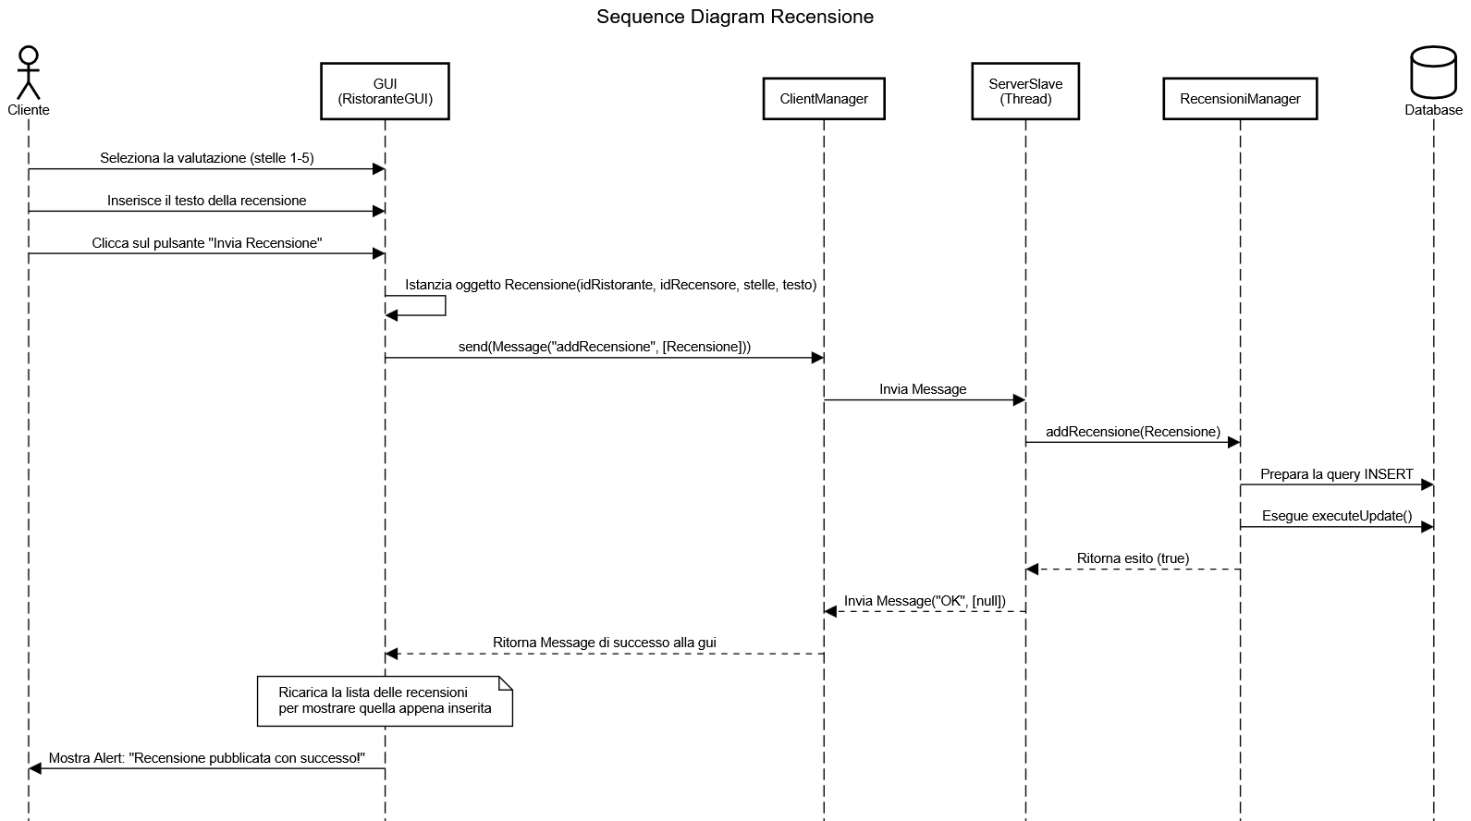 Sequence Diagram Recensione
Cliente
GUI
(RistoranteGUI)
ClientManager
ServerSlave
(Thread)
RecensioniManager
Database
Seleziona la valutazione (stelle 1-5)
Inserisce il testo della recensione
Clicca sul pulsante "Invia Recensione"
Istanzia oggetto Recensione(idRistorante, idRecensore, stelle, testo)
send(Message("addRecensione", [Recensione]))
Invia Message
addRecensione(Recensione)
Prepara la query INSERT
Esegue executeUpdate()
Ritorna esito (true)
Invia Message("OK", [null])
Ritorna Message di successo alla gui
Ricarica la lista delle recensioni
per mostrare quella appena inserita
Mostra Alert: "Recensione pubblicata con successo!"